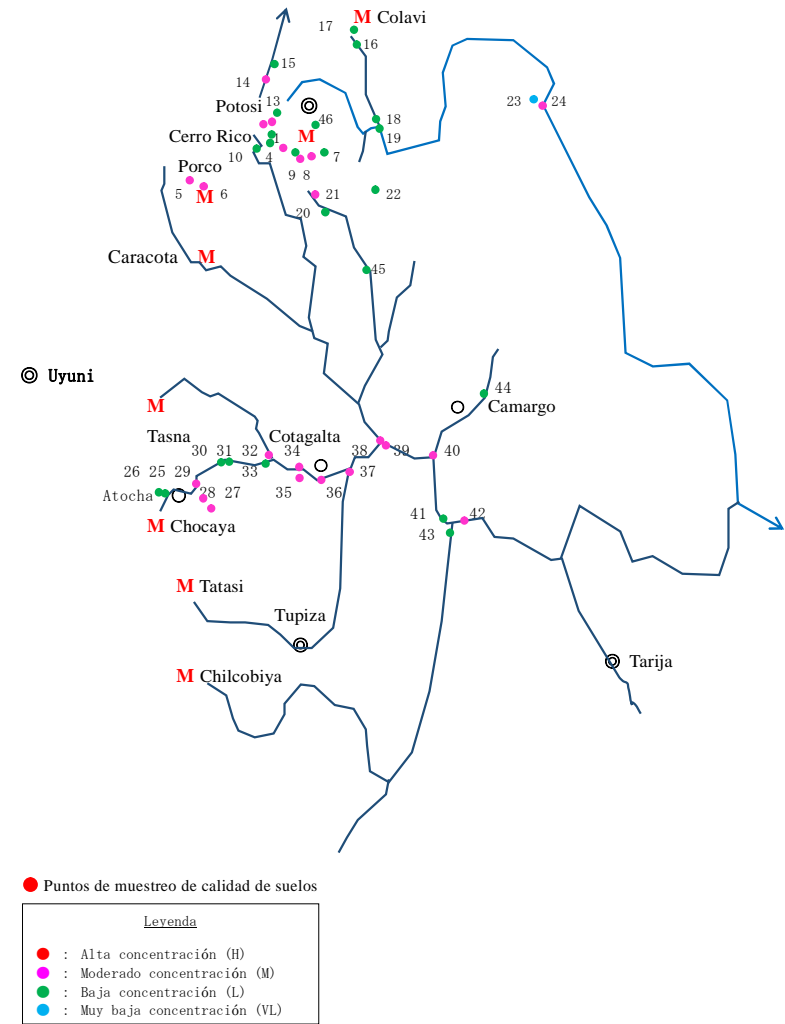 17
M Colavi
16
15
14
13
Potosi
46
18
23
24
Cerro Rico
1
M
19
10
4
7
Porco
9
8
5
M
6
21
22
20
Caracota
M
45
Uyuni
44
M
Camargo
Tasna
Cotagalta
30
31
32
34
38
39
40
26
25
29
33
37
Atocha
28
27
35
36
41
42
M Chocaya
43
M Tatasi
Tupiza
Tarija
M Chilcobiya
Puntos de muestreo de calidad de suelos
Leyenda
: Alta concentración (H)
: Moderado concentración (M)
: Baja concentración (L)
: Muy baja concentración (VL)